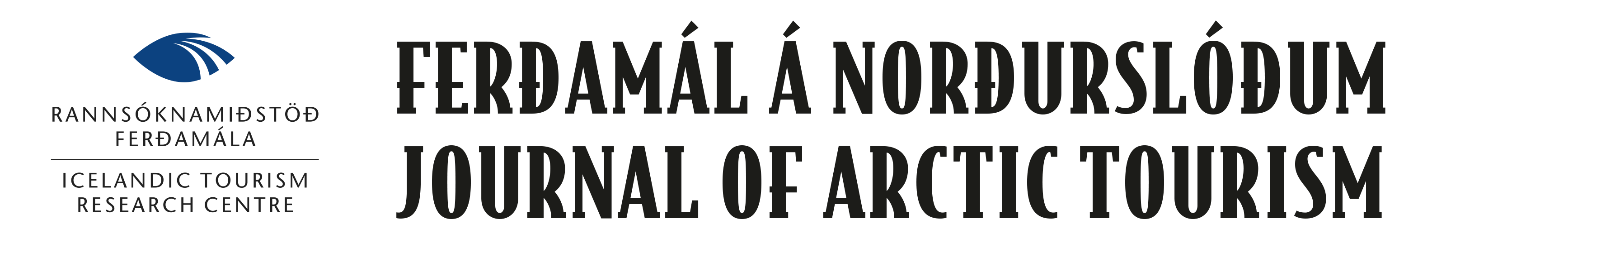 RANNSÓKNAMIÐSTÖÐ
FERÐAMÁLA
ICELANDIC TOURISM
RESEARCH CENTRE
FERÐAMÁL Á NORÐURSLÓÐUM
JOURNAL OF ARCTIC TOURISM